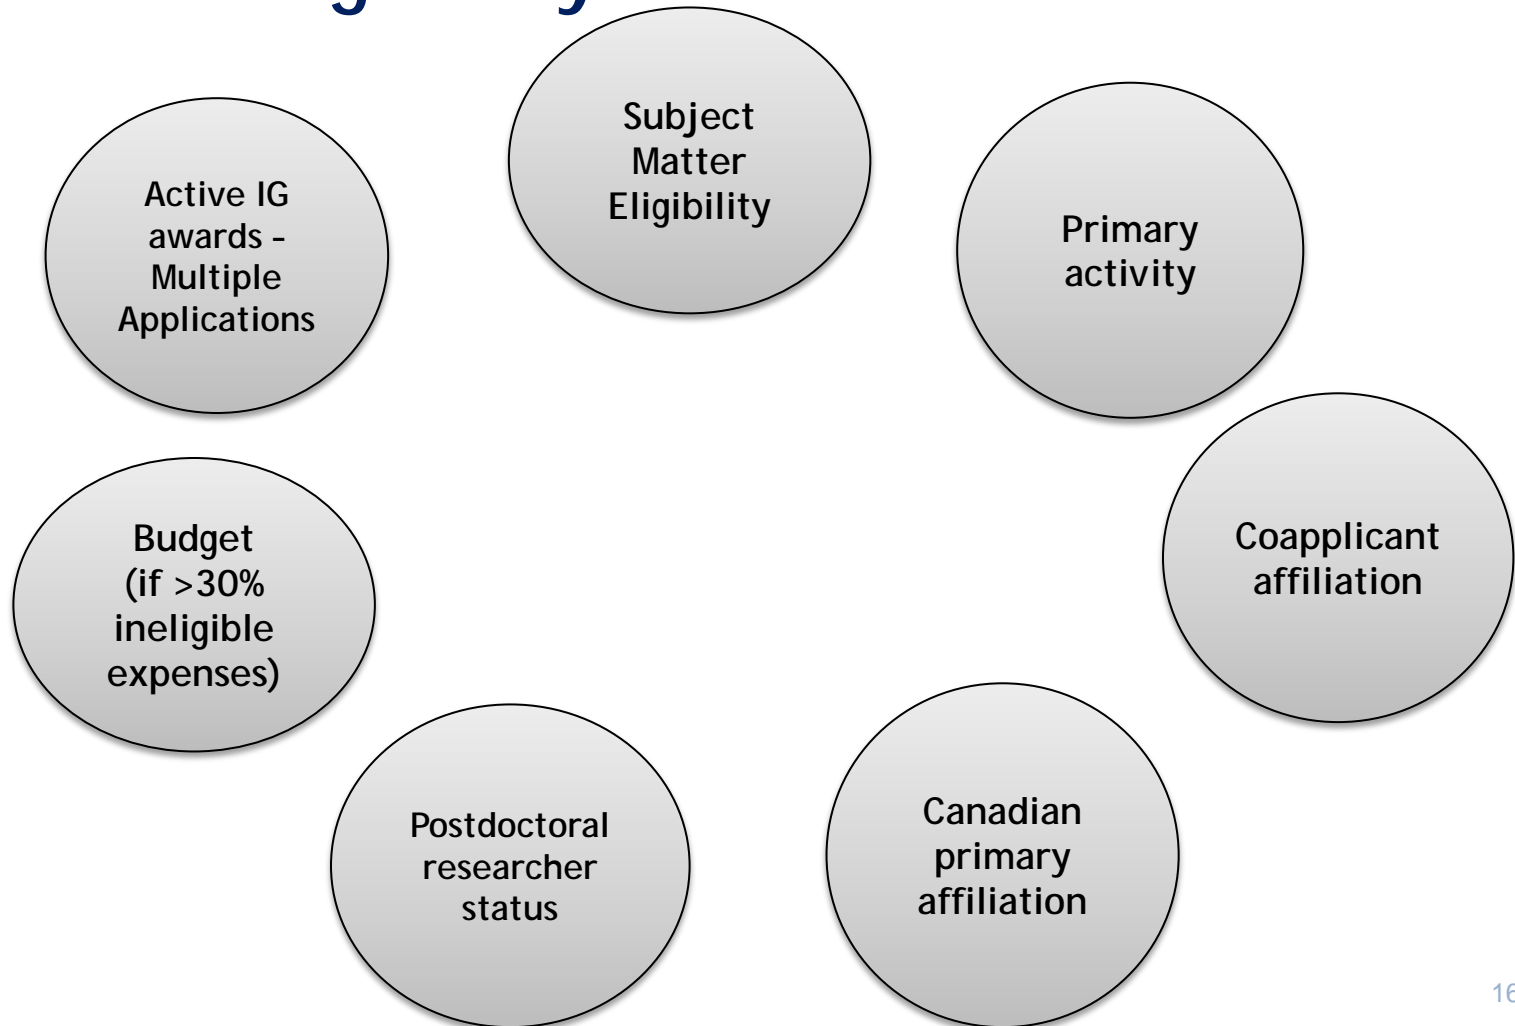 Subject
Matter
Eligibility
Active IG
awards -
Multiple
Applications
Primary
activity
Coapplicant
affiliation
Budget
(if >30%
ineligible
expenses)
Postdoctoral
researcher
status
Canadian
primary
affiliation
16